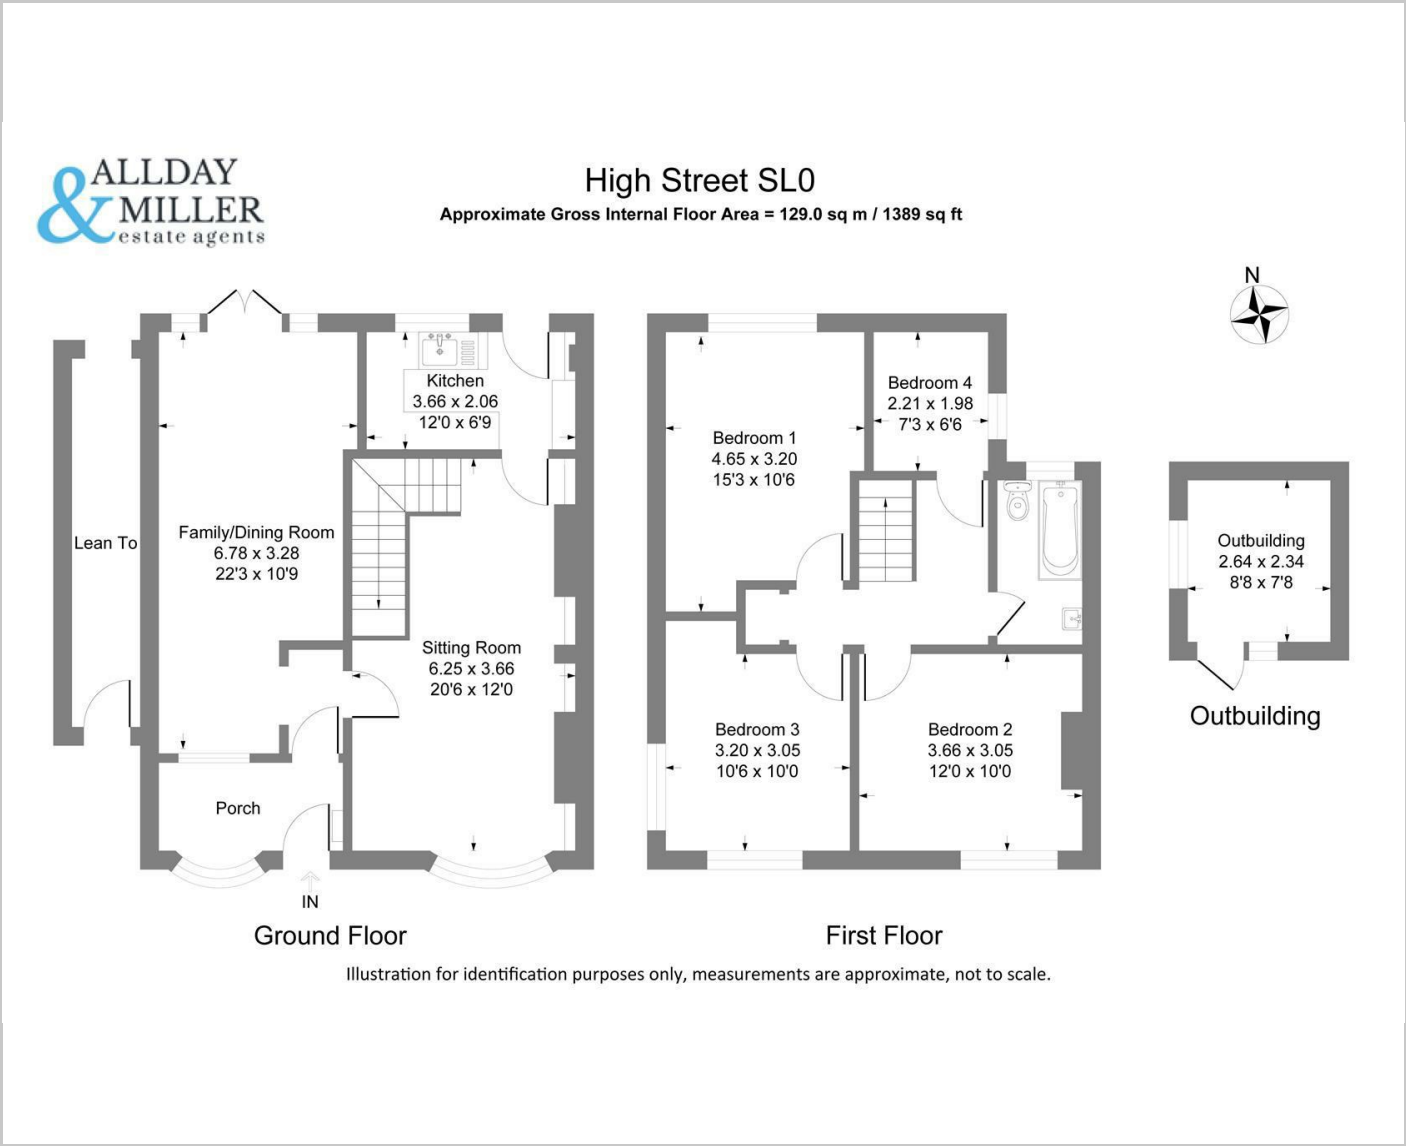 ALLDAY
& MILLER
estate agents
High Street SL0
Approximate Gross Internal Floor Area = 129.0 sq m / 1389 sq ft
N
Kitchen
3.66 x 2.06
12'0 x 6'9
Lean To
Family/Dining Room
6.78 x 3.28
22'3 x 10'9
Sitting Room
6.25 x 3.66
20'6 x 12'0
Porch
IN
Ground Floor
Bedroom 1
4.65 x 3.20
15'3 x 10'6
Bedroom 4
2.21 x 1.98
7'3 x 6'6
Bedroom 3
3.20 x 3.05
10'6 x 10'0
Bedroom 2
3.66 x 3.05
12'0 x 10'0
First Floor
Outbuilding
2.64 x 2.34
8'8 x 7'8
Outbuilding
Illustration for identification purposes only, measurements are approximate, not to scale.